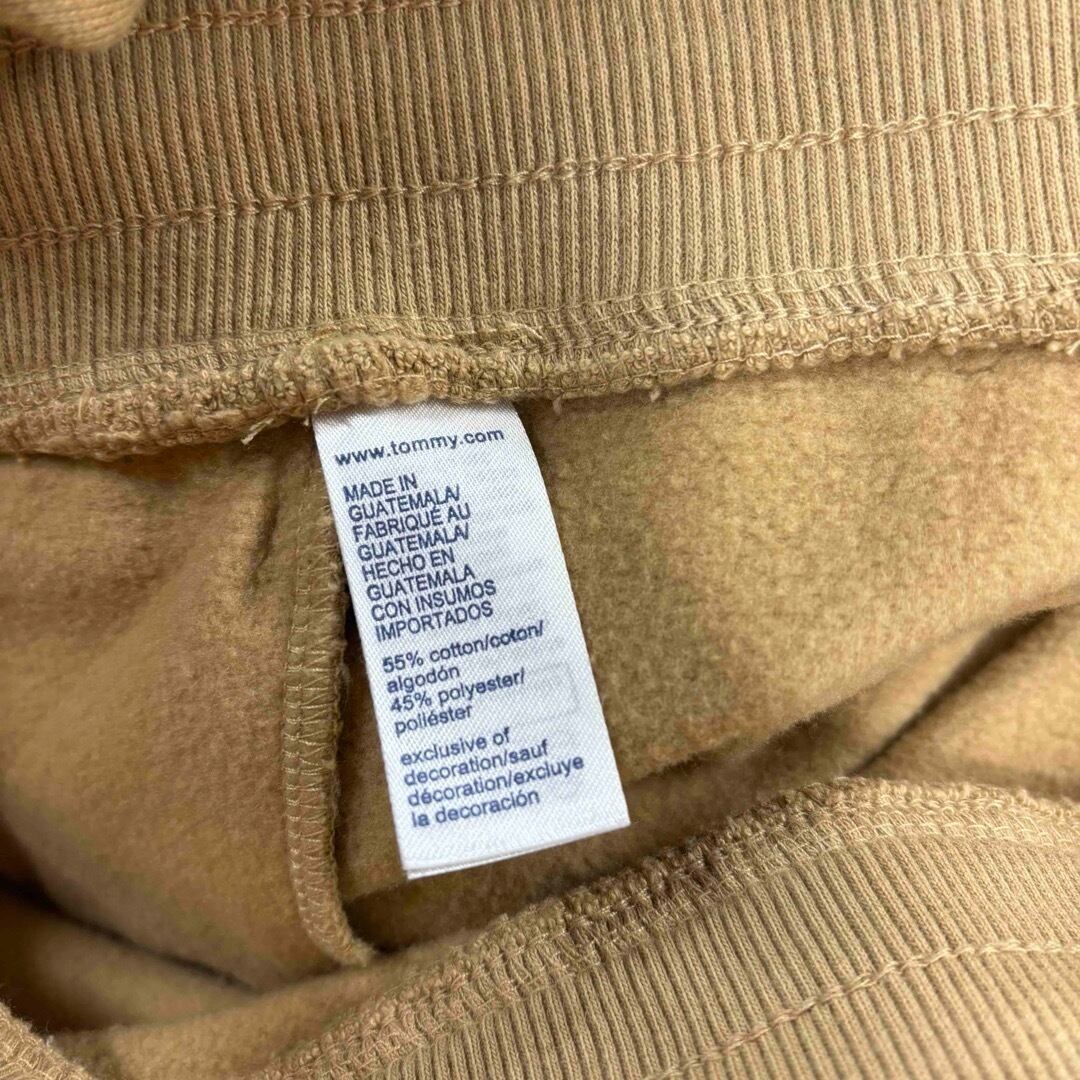 www.tommy.com
MADE IN
GUATEMALA/
FABRIQUÉ AU
GUATEMALA/
HECHO EN
GUATEMALA
CON INSUMOS
IMPORTADOS
55% cotton/coton/
algodón
45% polyester/
poliéster
exclusive of
decoration/sauf
décoration/excluye
la decoración